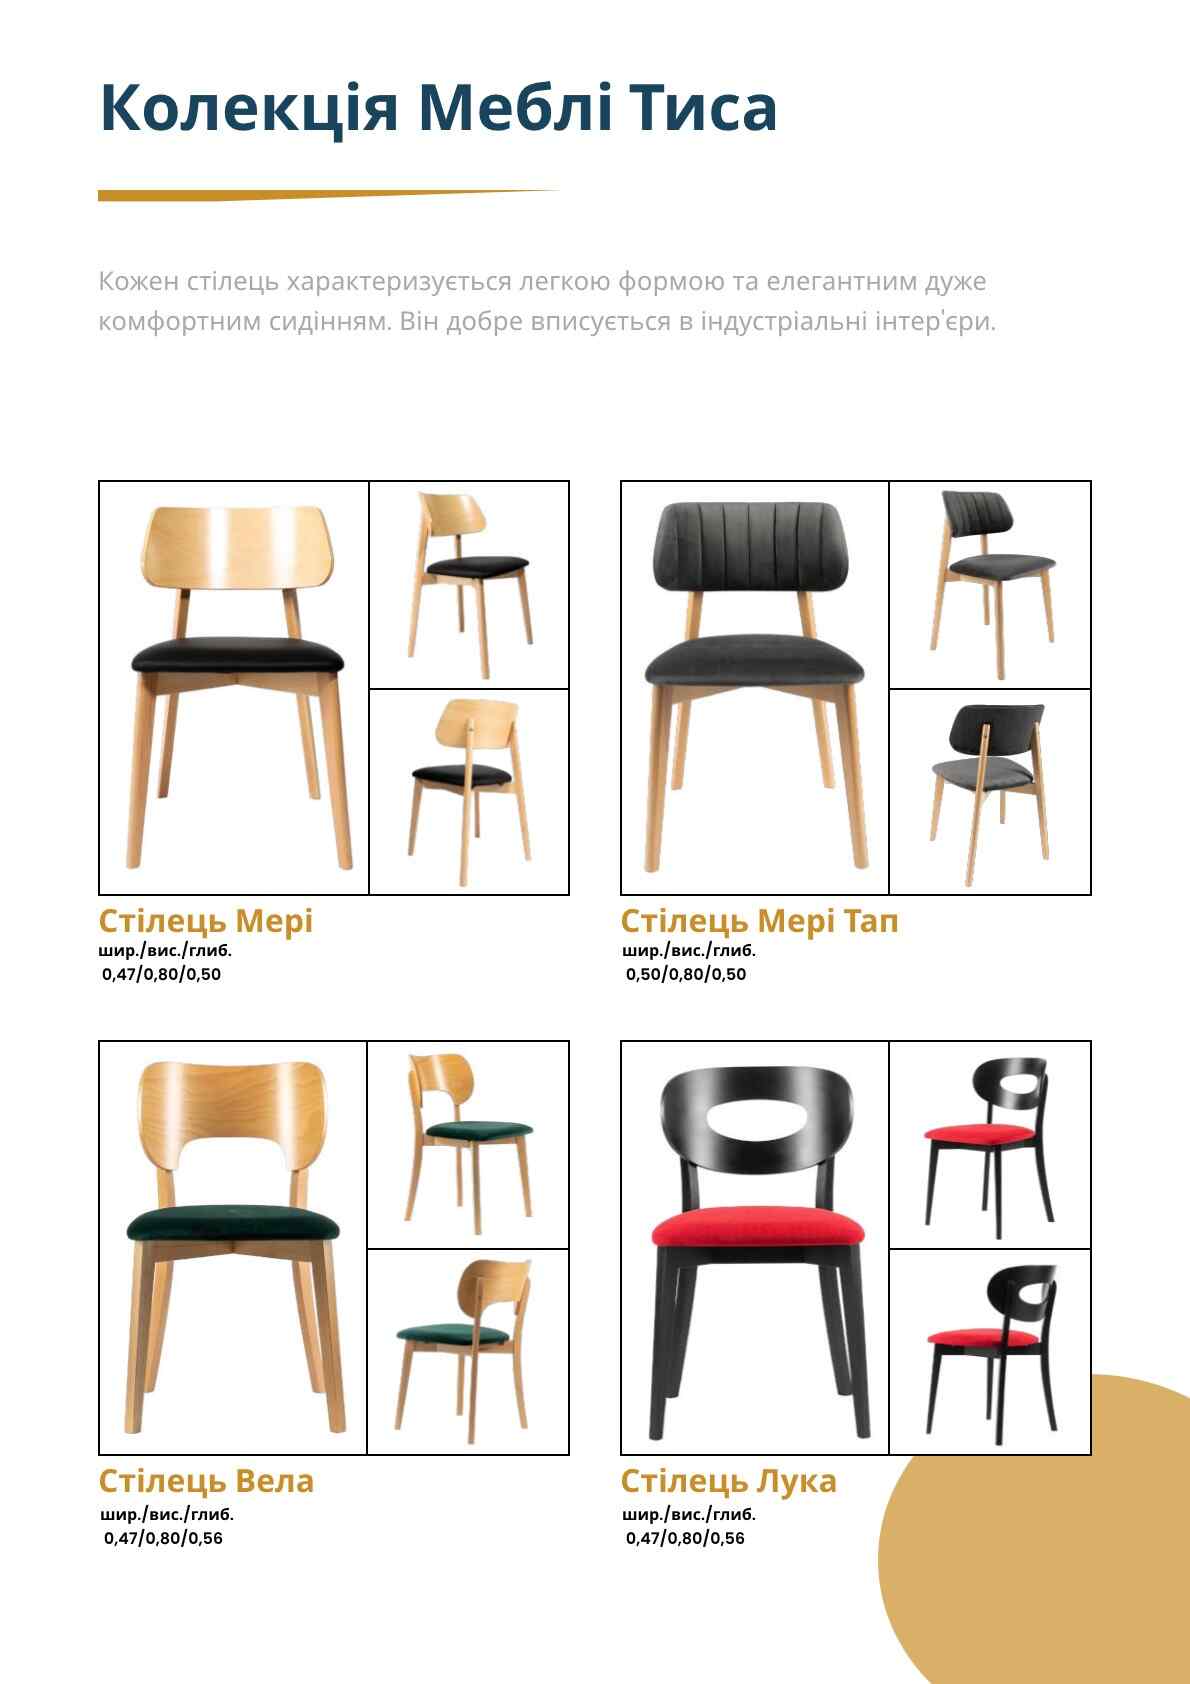 Колекція Меблі Тиса
Кожен стілець характеризується легкою формою та елегантним дуже
комфортним сидінням. Він добре вписується в індустріальні інтер'єри.
Стілець Мері
шир./вис./глиб.
0,47/0,80/0,50
Стілець Мері Тап
шир./вис./глиб.
0,50/0,80/0,50
Стілець Вела
шир./вис./глиб.
0,47/0,80/0,56
Стілець Лука
шир./вис./глиб.
0,47/0,80/0,56